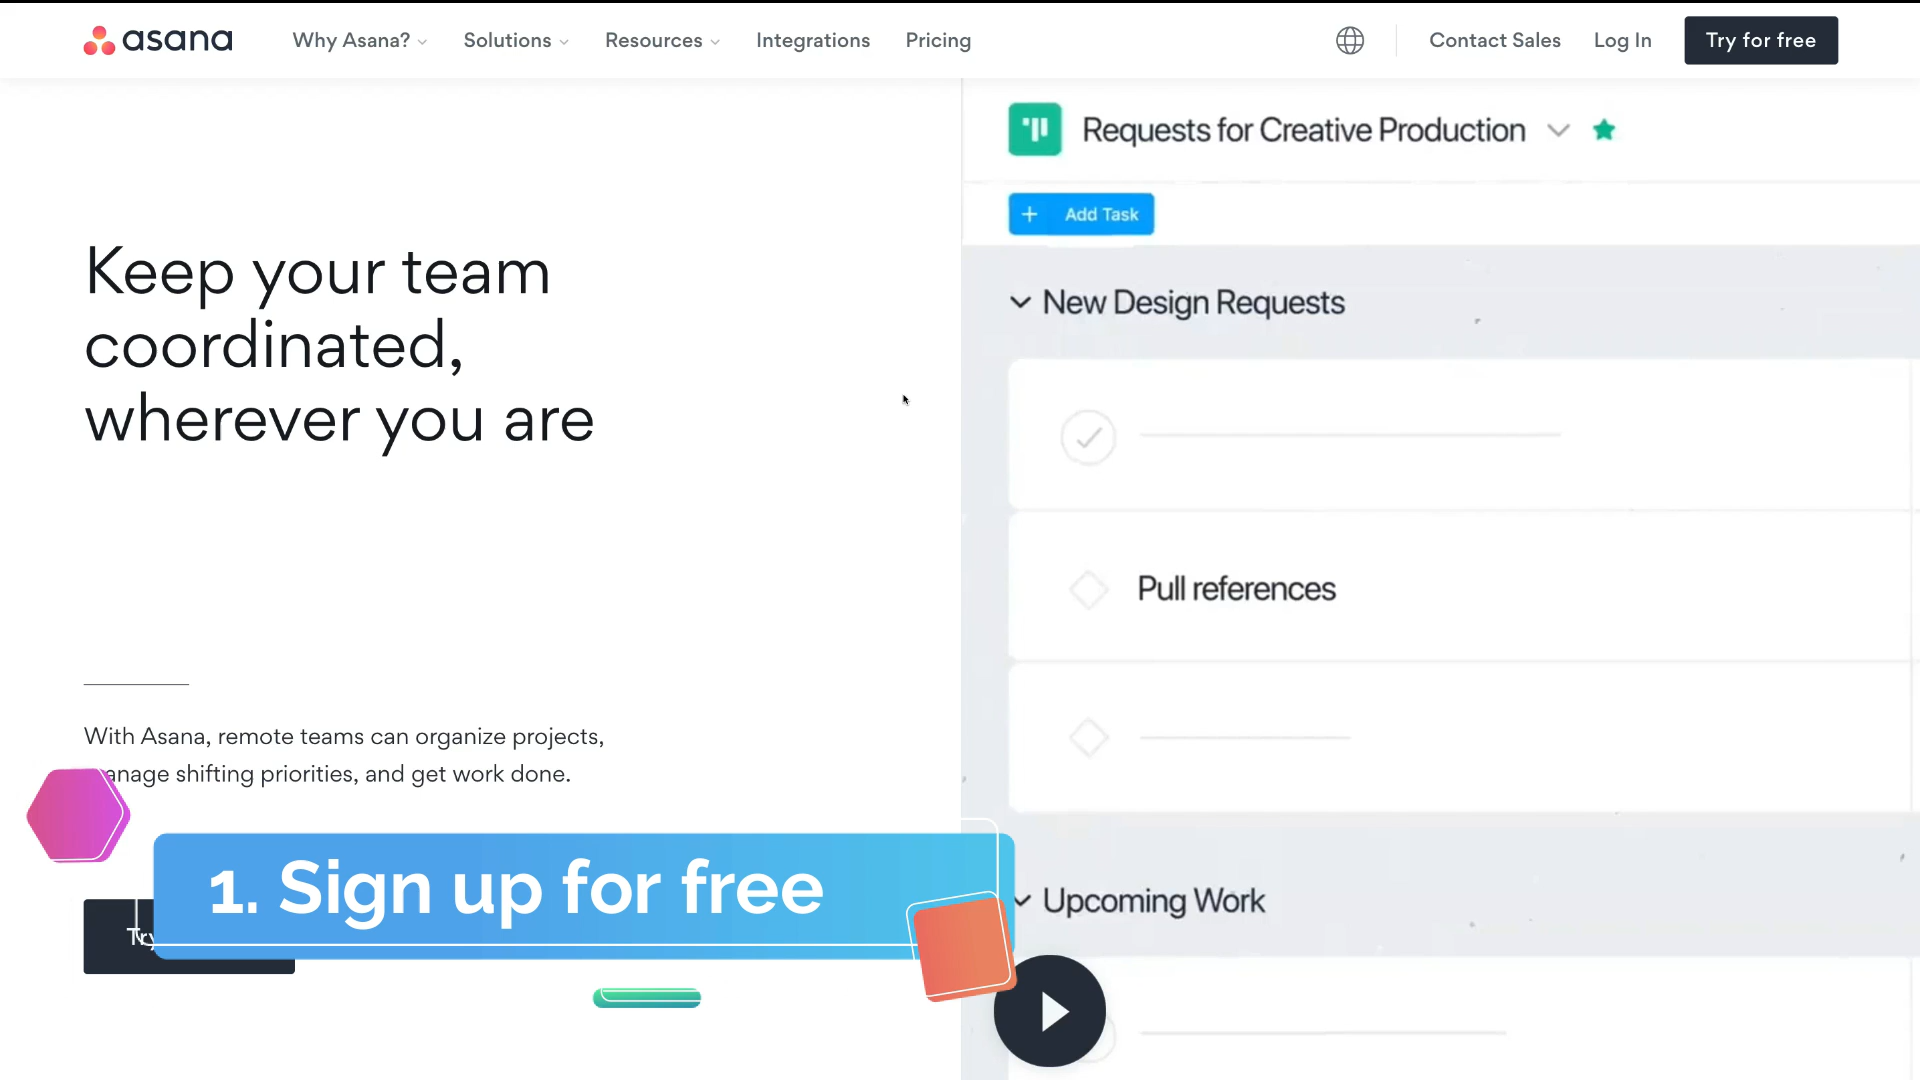 asana
Why Asana?
Solutions
Resources
Integrations
Pricing
Contact Sales
Log In
Try for free
Keep your team
coordinated,
wherever you are
With Asana, remote teams can organize projects,
anage shifting priorities, and get work done.
1. Sign up for free
Try
Requests for Creative Production
+ Add Task
New Design Requests
Pull references
Upcoming Work